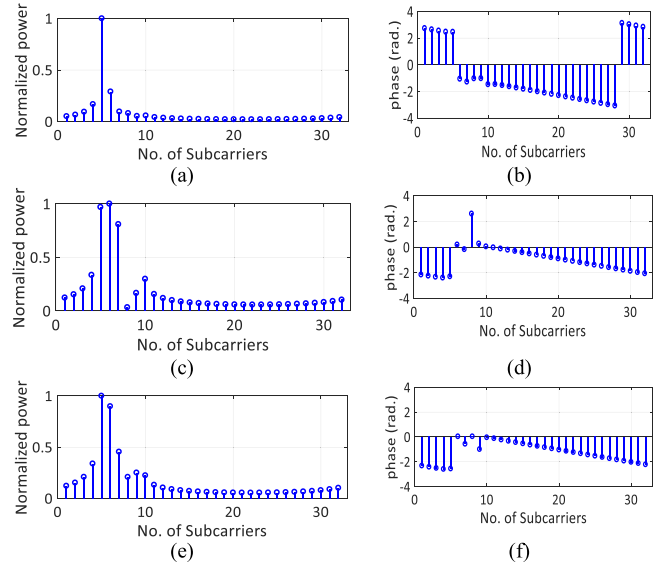 Normalized power
1
0.5
0
0 10 20 30
No. of Subcarriers
(a)
phase (rad.)
4
2
0
-2
-4
0 10 20 30
No. of Subcarriers
(b)
Normalized power
1
0.5
0
0 10 20 30
No. of Subcarriers
(c)
phase (rad.)
4
2
0
-2
-4
0 10 20 30
No. of Subcarriers
(d)
Normalized power
1
0.5
0
0 10 20 30
No. of Subcarriers
(e)
phase (rad.)
4
2
0
-2
-4
0 10 20 30
No. of Subcarriers
(f)